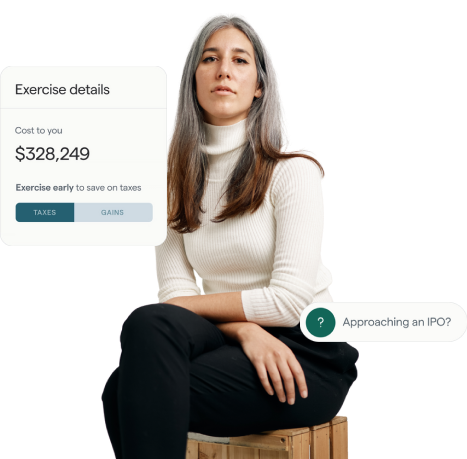 Exercise details
Cost to you
$328,249
Exercise early to save on taxes
TAXES GAINS
? Approaching an IPO?